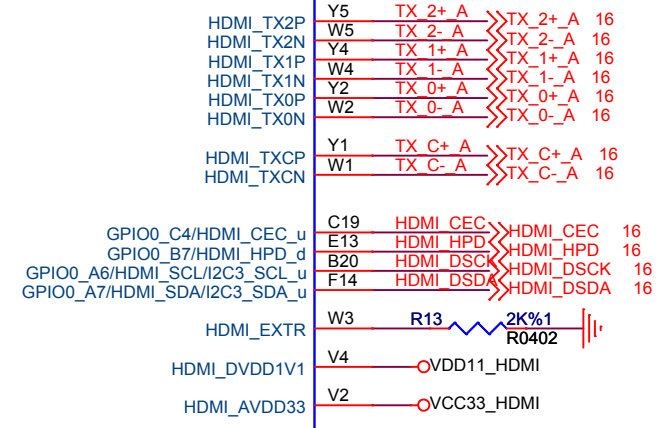 HDMI_TX2P Y5 TX_2+_A TX_2+_A 16
HDMI_TX2N W5 TX_2-_A TX_2-_A 16
HDMI_TX1P Y4 TX_1+_A TX_1+_A 16
HDMI_TX1N W4 TX_1-_A TX_1-_A 16
HDMI_TX0P Y2 TX_0+_A TX_0+_A 16
HDMI_TX0N W2 TX_0-_A TX_0-_A 16
HDMI_TXCP Y1 TX_C+_A TX_C+_A 16
HDMI_TXCN W1 TX_C-_A TX_C-_A 16
GPIO0_C4/HDMI_CEC_u C19 HDMI_CEC HDMI_CEC 16
GPIO0_B7/HDMI_HPD_d E13 HDMI_HPD HDMI_HPD 16
GPIO0_A6/HDMI_SCL/I2C3_SCL_u B20 HDMI_DSCK HDMI_DSCK 16
GPIO0_A7/HDMI_SDA/I2C3_SDA_u F14 HDMI_DSDA HDMI_DSDA 16
HDMI_EXTR W3 R13 2K%1
R0402
HDMI_DVDD1V1 V4 VDD11_HDMI
HDMI_AVDD33 V2 VCC33_HDMI